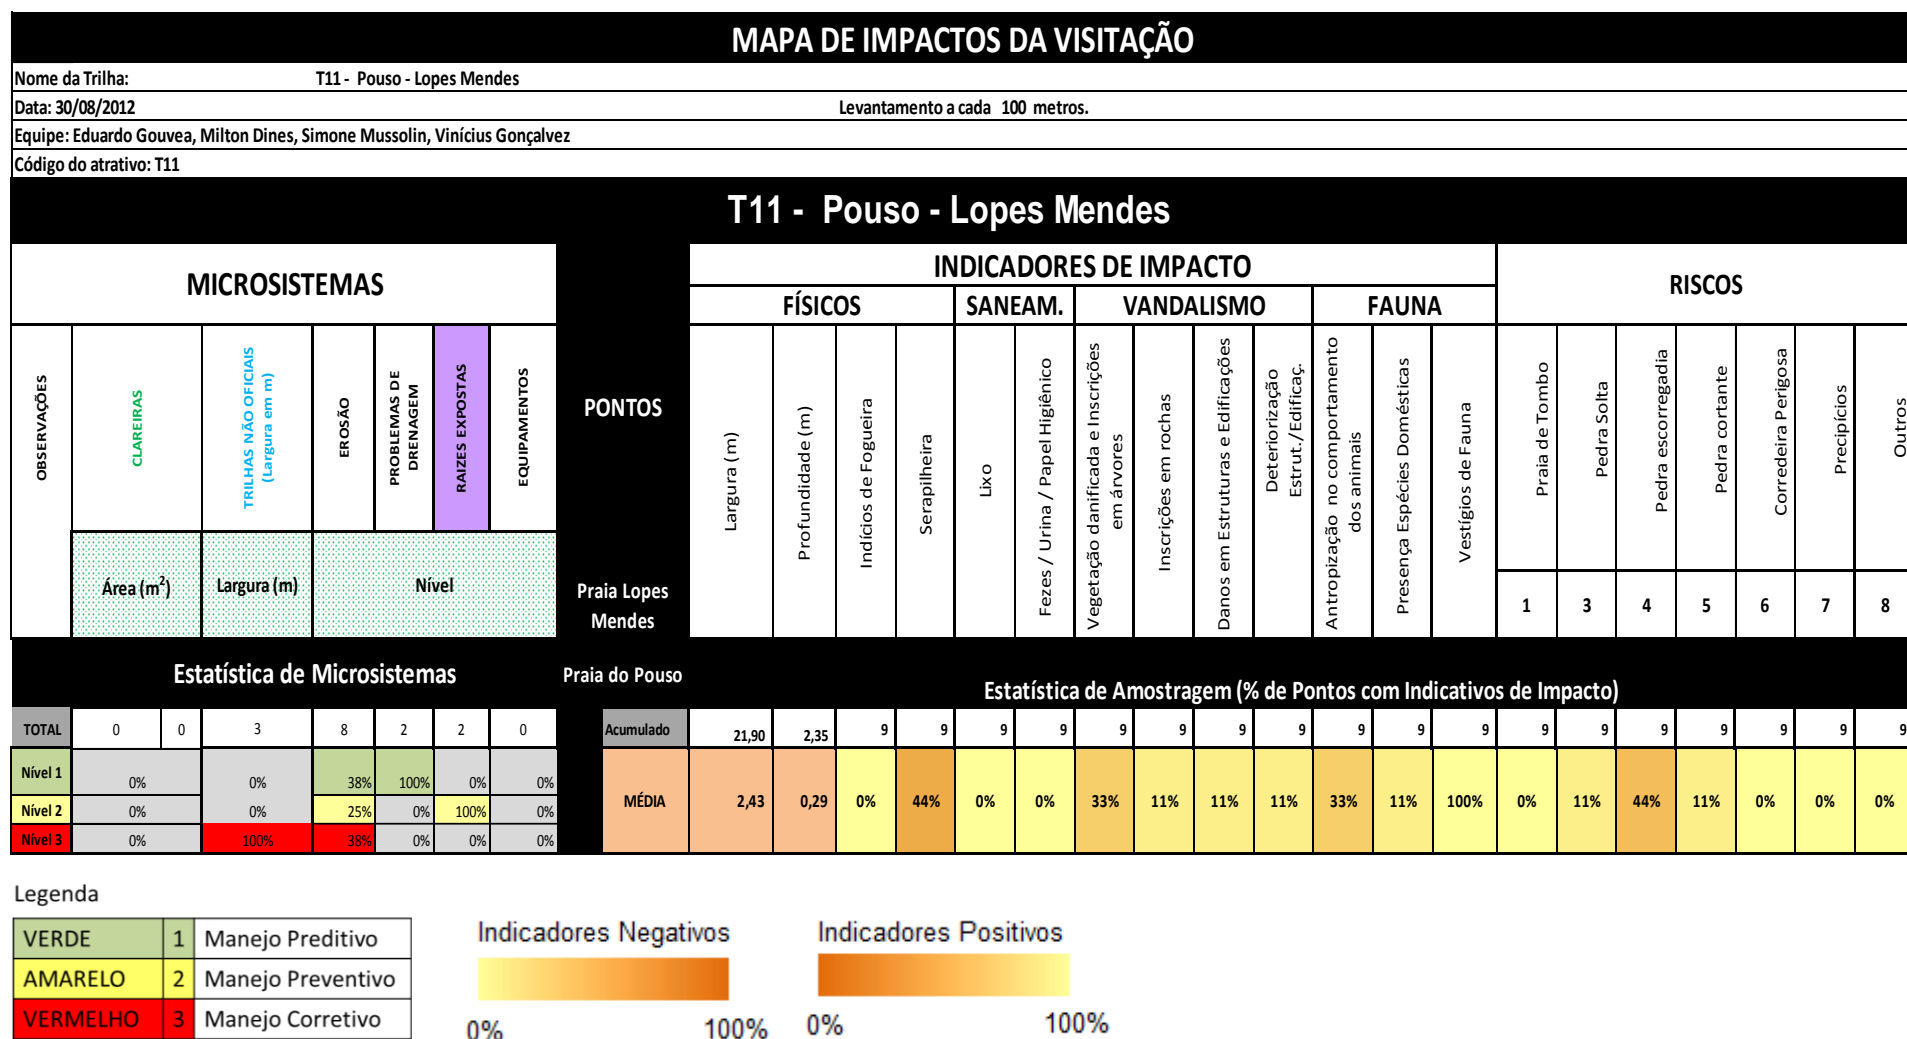 MAPA DE IMPACTOS DA VISITAÇÃO
Nome da Trilha: T11 - Pouso - Lopes Mendes
Data: 30/08/2012 Levantamento a cada 100 metros.
Equipe: Eduardo Gouvea, Milton Dines, Simone Mussolin, Vinícius Gonçalvez
Código do atrativo: T11
T11 - Pouso - Lopes Mendes
MICROSISTEMAS
OBSERVAÇÕES
CLAREIRAS
TRILHAS NÃO OFICIAIS
(Largura em m)
EROSÃO
PROBLEMAS DE
DRENAGEM
RAIZES EXPOSTAS
EQUIPAMENTOS
Área (m²) Largura (m) Nível
PONTOS
Praia Lopes
Mendes
INDICADORES DE IMPACTO
FÍSICOS SANEAM. VANDALISMO FAUNA
Largura (m)
Profundidade (m)
Indícios de Fogueira
Serapilheira
Lixo
Fezes / Urina / Papel Higiênico
Vegetação danificada e Inscrições
em árvores
Inscrições em rochas
Danos em Estruturas e Edificações
Deteriorização
Estrut./Edificaç.
Antropização no comportamento
dos animais
Presença Espécies Domésticas
Vestígios de Fauna
RISCOS
Praia de Tombo
Pedra Solta
Pedra escorregadia
Pedra cortante
Corredeira Perigosa
Precipícios
Outros
1 3 4 5 6 7 8
Estatística de Microsistemas
Praia do Pouso
Estatística de Amostragem (% de Pontos com Indicativos de Impacto)
TOTAL 0 0 3 8 2 2 0
Nível 1 0% 0% 38% 100% 0% 0%
Nível 2 0% 0% 25% 0% 100% 0%
Nível 3 0% 100% 38% 0% 0% 0%
Acumulado 21,90 2,35 9 9 9 9 9 9 9 9 9 9 9 9 9 9 9 9 9 9
MÉDIA 2,43 0,29 0% 44% 0% 0% 33% 11% 11% 11% 33% 11% 100% 0% 11% 44% 11% 0% 0% 0%
Legenda
VERDE 1 Manejo Preditivo
AMARELO 2 Manejo Preventivo
VERMELHO 3 Manejo Corretivo
Indicadores Negativos
0% 100%
Indicadores Positivos
0% 100%